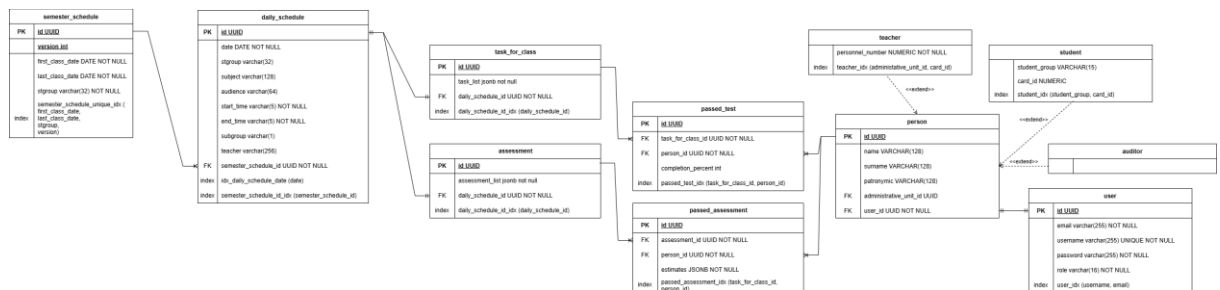 semester_schedule
PK id UUID
version int
first_class_date DATE NOT NULL
last_class_date DATE NOT NULL
stgroup varchar(32) NOT NULL
index semester_schedule_unique_idx (
first_class_date,
last_class_date,
stgroup,
version)
daily_schedule
PK id UUID
date DATE NOT NULL
stgroup varchar(32)
subject varchar(128)
audience varchar(64)
start_time varchar(5) NOT NULL
end_time varchar(5) NOT NULL
subgroup varchar(1)
teacher varchar(256)
FK semester_schedule_id UUID NOT NULL
index idx_daily_schedule_date (date)
index semester_schedule_id_idx (semester_schedule_id)
task_for_class
PK id UUID
task_list jsonb not null
FK daily_schedule_id UUID NOT NULL
index daily_schedule_id_idx (daily_schedule_id)
assessment
PK id UUID
assessment_list jsonb not null
FK daily_schedule_id UUID NOT NULL
index daily_schedule_id_idx (daily_schedule_id)
passed_test
PK id UUID
FK task_for_class_id UUID NOT NULL
FK person_id UUID NOT NULL
completion_percent int
index passed_test_idx (task_for_class_id, person_id)
passed_assessment
PK id UUID
FK assessment_id UUID NOT NULL
FK person_id UUID NOT NULL
estimates JSONB NOT NULL
index passed_assessment_idx (task_for_class_id,
person_id)
teacher
personnel_number NUMERIC NOT NULL
index teacher_idx (administative_unit_id, card_id)
<<extend>>
student
student_group VARCHAR(15)
card_id NUMERIC
index student_idx (student_group, card_id)
<<extend>>
person
PK id UUID
name VARCHAR(128)
surname VARCHAR(128)
patronymic VARCHAR(128)
FK administrative_unit_id UUID
FK user_id UUID NOT NULL
<<extend>>
auditor
user
PK id UUID
email varchar(255) NOT NULL
username varchar(255) UNIQUE NOT NULL
password varchar(255) NOT NULL
role varchar(16) NOT NULL
index user_idx (username, email)